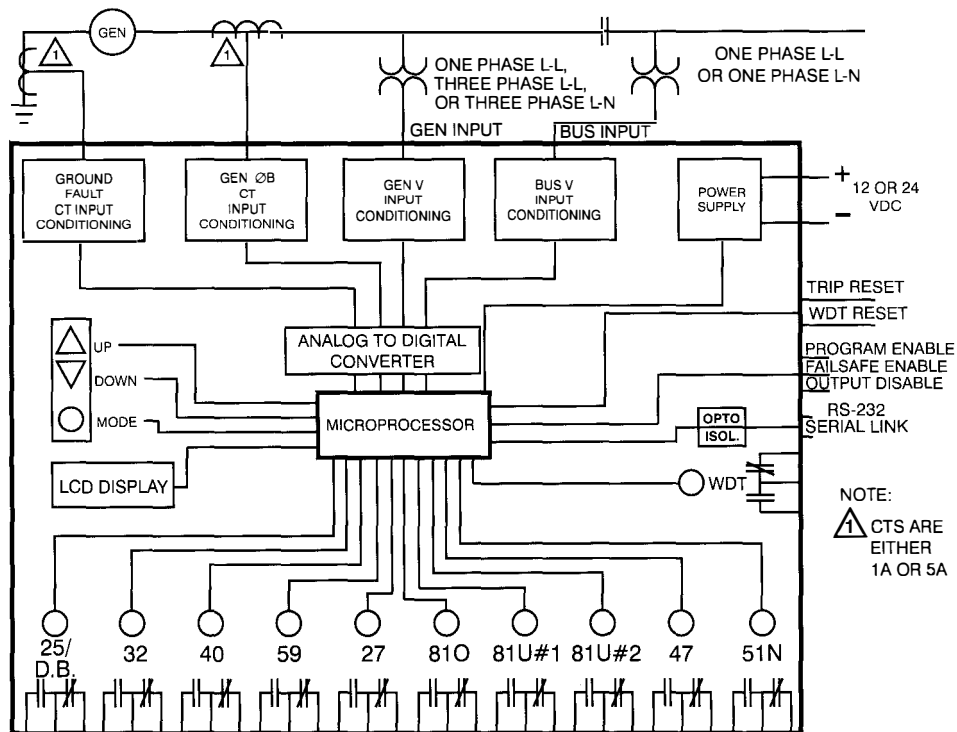 GEN
1
1
ONE PHASE L-L,
THREE PHASE L-L,
OR THREE PHASE L-N
ONE PHASE L-L
OR ONE PHASE L-N
GEN INPUT
BUS INPUT
GROUND
FAULT
CT INPUT
CONDITIONING
GEN ØB
CT
INPUT
CONDITIONING
GEN V
INPUT
CONDITIONING
BUS V
INPUT
CONDITIONING
POWER
SUPPLY
+
12 OR 24
VDC
−
TRIP RESET
WDT RESET
UP
DOWN
MODE
ANALOG TO DIGITAL
CONVERTER
PROGRAM ENABLE
FAILSAFE ENABLE
OUTPUT DISABLE
MICROPROCESSOR
OPTO
ISOL.
RS-232
SERIAL LINK
LCD DISPLAY
WDT
NOTE:
1 CTS ARE
EITHER
1A OR 5A
25/
D.B.
32
40
59
27
81O
81U#1
81U#2
47
51N